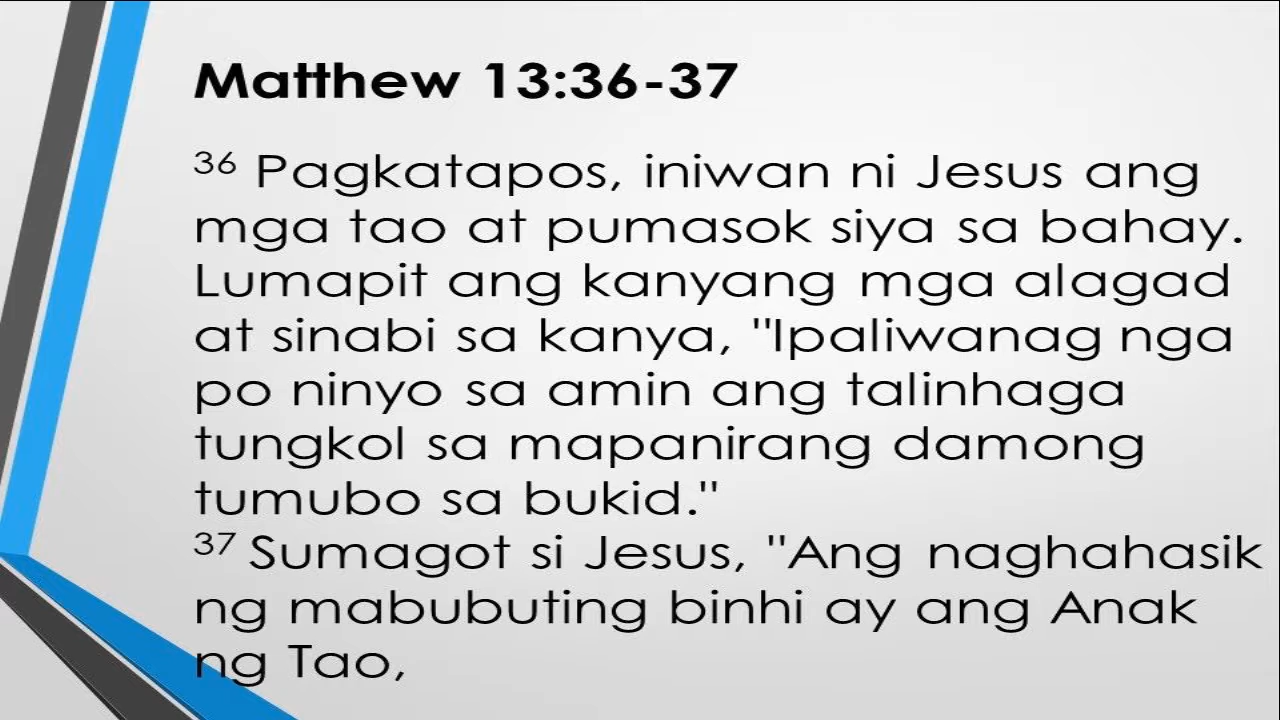 Matthew 13:36-37
36 Pagkatapos, iniwan ni Jesus ang
mga tao at pumasok siya sa bahay.
Lumapit ang kanyang mga alagad
at sinabi sa kanya, "Ipaliwanag nga
po ninyo sa amin ang talinhaga
tungkol sa mapanirang damong
tumubo sa bukid."
37 Sumagot si Jesus, "Ang naghahasik
ng mabubuting binhi ay ang Anak
ng Tao,